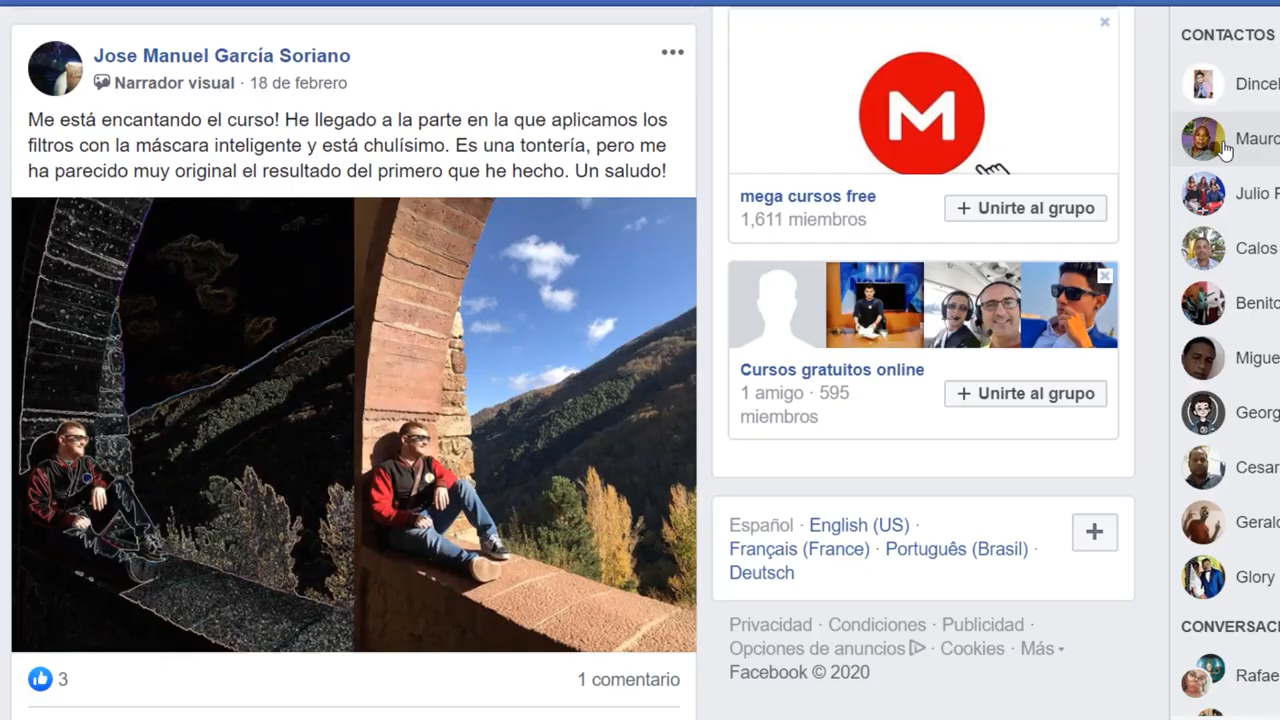 Jose Manuel García Soriano
Narrador visual · 18 de febrero
Me está encantando el curso! He llegado a la parte en la que aplicamos los
filtros con la máscara inteligente y está chulísimo. Es una tontería, pero me
ha parecido muy original el resultado del primero que he hecho. Un saludo!
3
1 comentario
M
mega cursos free
1,611 miembros
+ Unirte al grupo
Cursos gratuitos online
1 amigo · 595
miembros
+ Unirte al grupo
Español · English (US) ·
Français (France) · Português (Brasil) ·
Deutsch
Privacidad · Condiciones · Publicidad ·
Opciones de anuncios · Cookies · Más
Facebook © 2020
CONTACTOS
Dincel
Mauro
Julio F
Calos
Benito
Migue
Georg
Cesar
Geral
Glory
CONVERSACI
Rafae